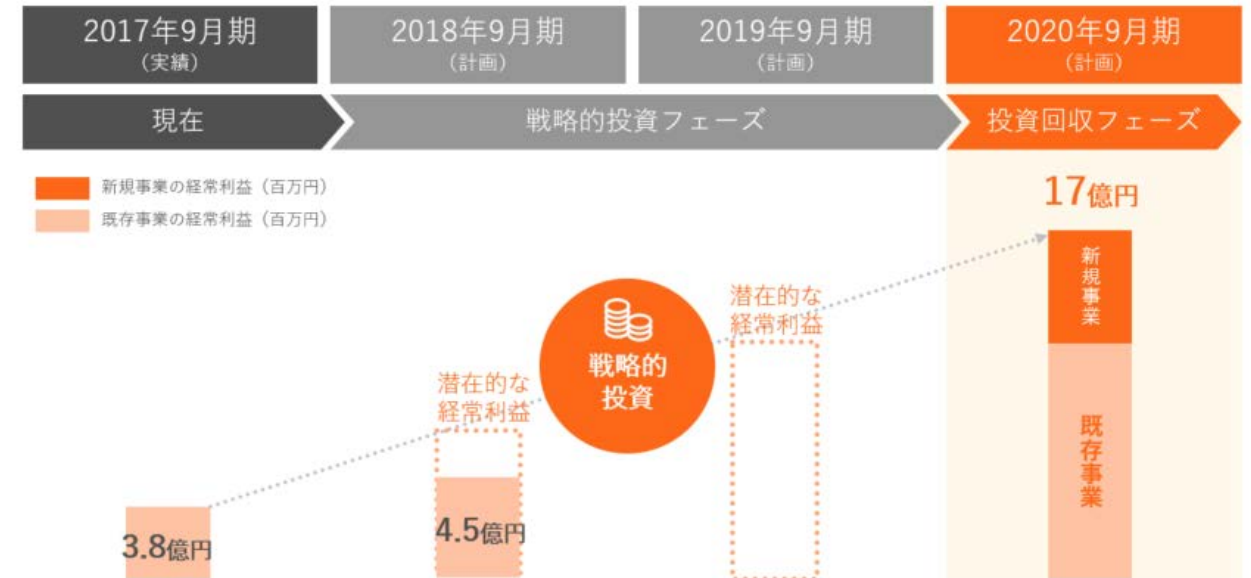 2017年9月期
(実績)
2018年9月期
(計画)
2019年9月期
(計画)
2020年9月期
(計画)
現在
戦略的投資フェーズ
投資回収フェーズ
新規事業の経常利益（百万円）
既存事業の経常利益（百万円）
17億円
新規事業
既存事業
潜在的な
経常利益
戦略的
投資
潜在的な
経常利益
4.5億円
3.8億円